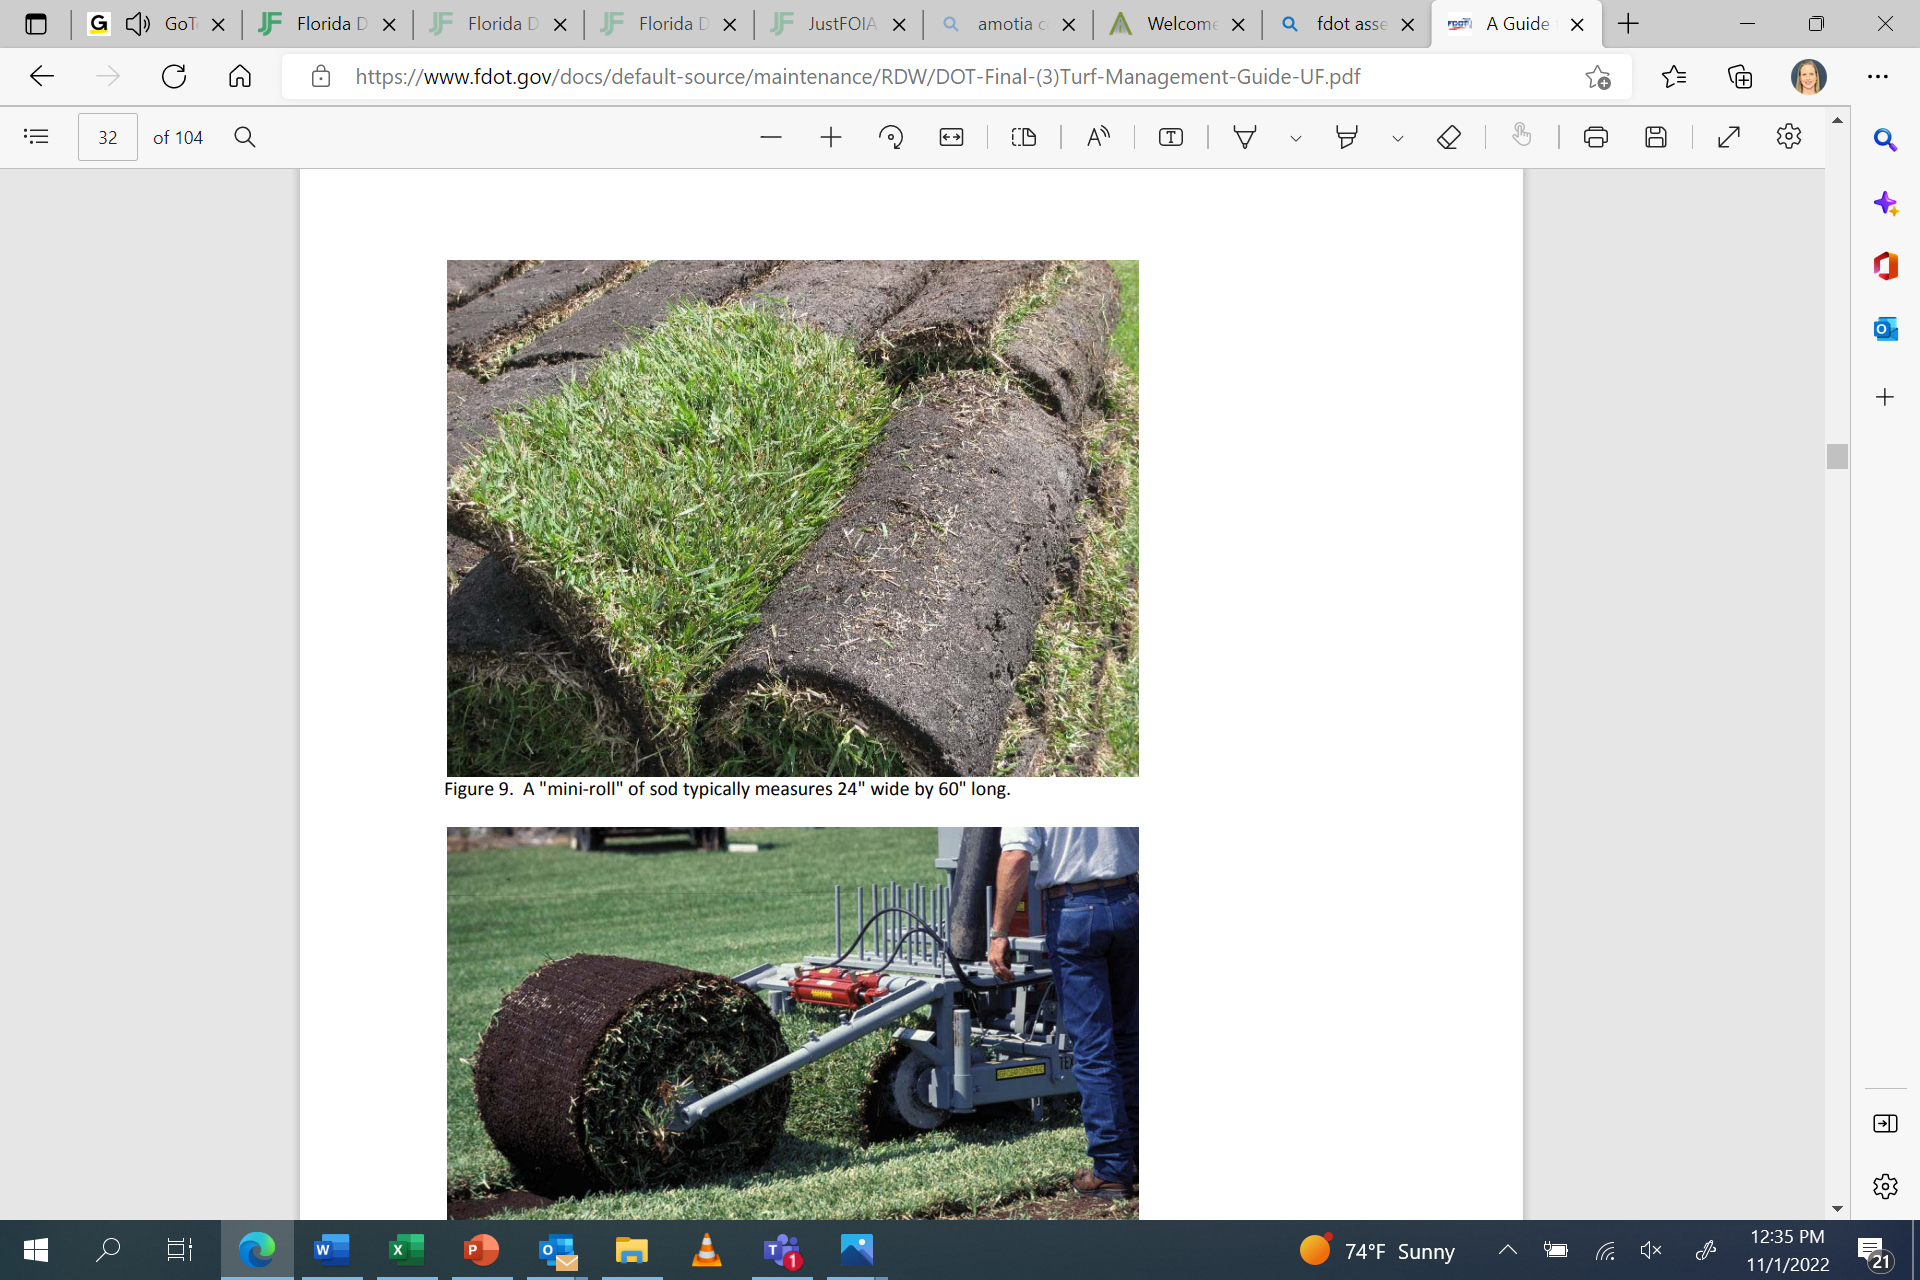 GoT
Florida D
Florida D
Florida D
JustFOIA
amotia c
Welcome
fdot asse
A Guide
https://www.fdot.gov/docs/default-source/maintenance/RDW/DOT-Final-(3)Turf-Management-Guide-UF.pdf
32 of 104
Figure 9. A "mini-roll" of sod typically measures 24" wide by 60" long.
TEX
74°F Sunny
12:35 PM
11/1/2022
1
21